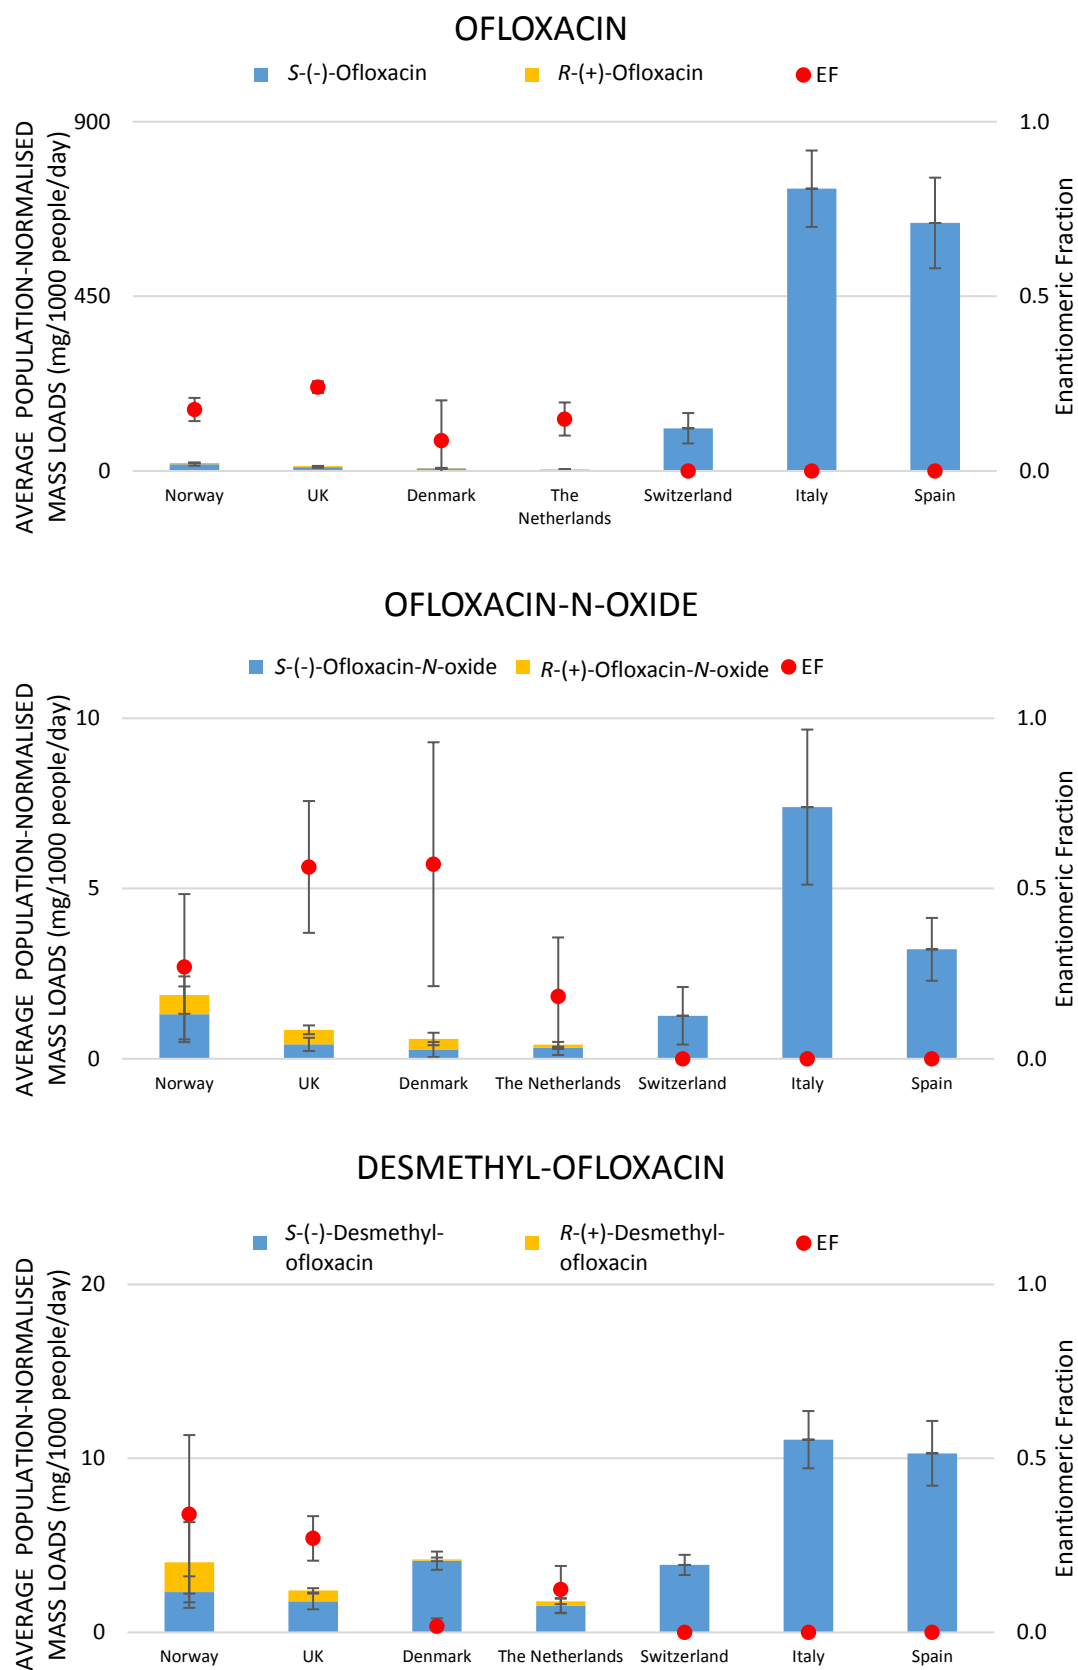 OFLOXACIN
S-(-)-Ofloxacin R-(+)-Ofloxacin EF
AVERAGE POPULATION-NORMALISED
MASS LOADS (mg/1000 people/day)
900
450
0
1.0
0.5
0.0
Enantiomeric Fraction
Norway UK Denmark The Switzerland Italy Spain
Netherlands
OFLOXACIN-N-OXIDE
S-(-)-Ofloxacin-N-oxide R-(+)-Ofloxacin-N-oxide EF
AVERAGE POPULATION-NORMALISED
MASS LOADS (mg/1000 people/day)
10
5
0
1.0
0.5
0.0
Enantiomeric Fraction
Norway UK Denmark The Netherlands Switzerland Italy Spain
DESMETHYL-OFLOXACIN
S-(-)-Desmethyl- R-(+)-Desmethyl- EF
ofloxacin ofloxacin
AVERAGE POPULATION-NORMALISED
MASS LOADS (mg/1000 people/day)
20
10
0
1.0
0.5
0.0
Enantiomeric Fraction
Norway UK Denmark The Netherlands Switzerland Italy Spain